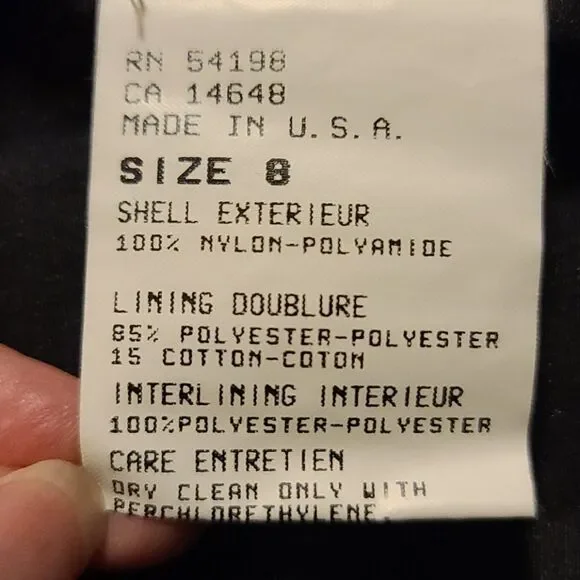 RN 54198
CA 14648
MADE IN U.S.A.
SIZE 8
SHELL EXTERIEUR
100% NYLON-POLYAMIDE
LINING DOUBLURE
85% POLYESTER-POLYESTER
15 COTTON-COTON
INTERLINING INTERIEUR
100%POLYESTER-POLYESTER
CARE ENTRETIEN
DRY CLEAN ONLY WITH
PERCHLORETHYLENE.